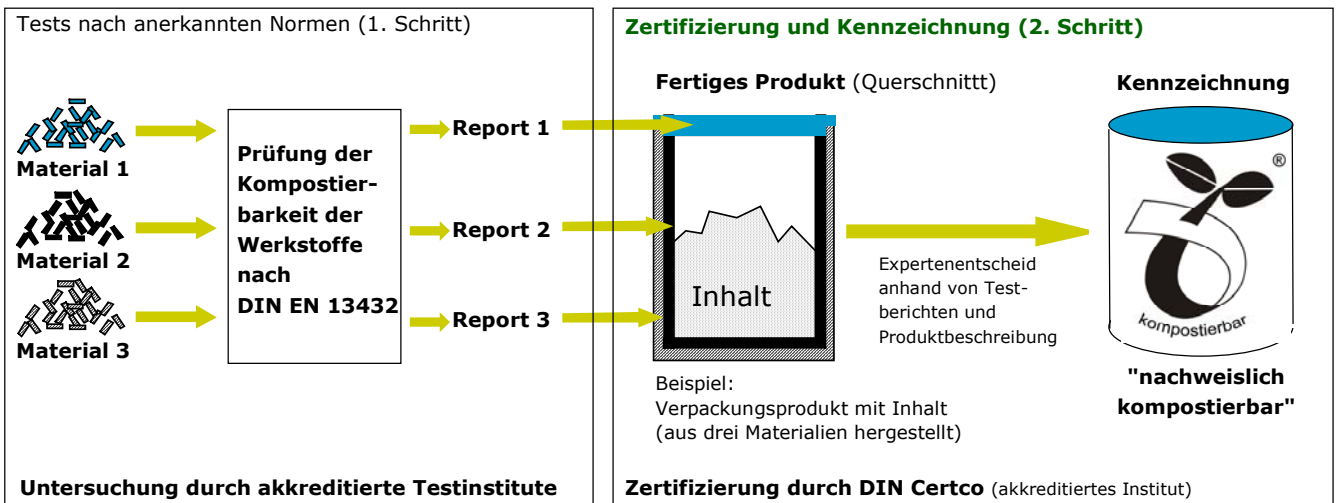 Tests nach anerkannten Normen (1. Schritt)
Material 1
Material 2
Material 3
Prüfung der
Kompostier-
barkeit der
Werkstoffe
nach
DIN EN 13432
Report 1
Report 2
Report 3
Untersuchung durch akkreditierte Testinstitute
Zertifizierung und Kennzeichnung (2. Schritt)
Fertiges Produkt (Querschnittt)
Inhalt
Beispiel:
Verpackungsprodukt mit Inhalt
(aus drei Materialien hergestellt)
Expertenentscheid
anhand von Test-
berichten und
Produktbeschreibung
Kennzeichnung
®
kompostierbar
"nachweislich
kompostierbar"
Zertifizierung durch DIN Certco (akkreditiertes Institut)